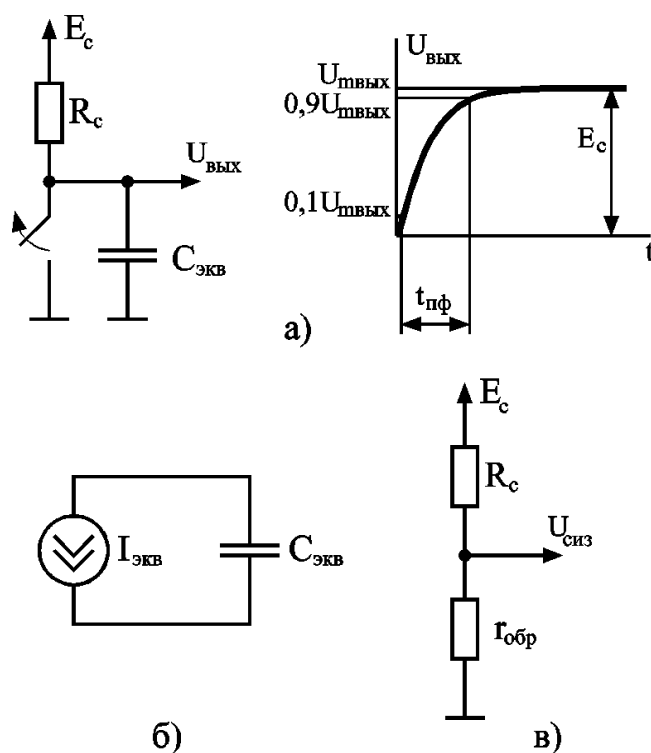 E_c
R_c
U_вых
C_экв
U_вых
U_mвых
0,9U_mвых
E_c
0,1U_mвых
t
t_пф
а)
I_экв
C_экв
б)
E_c
R_c
U_сиз
r_обр
в)